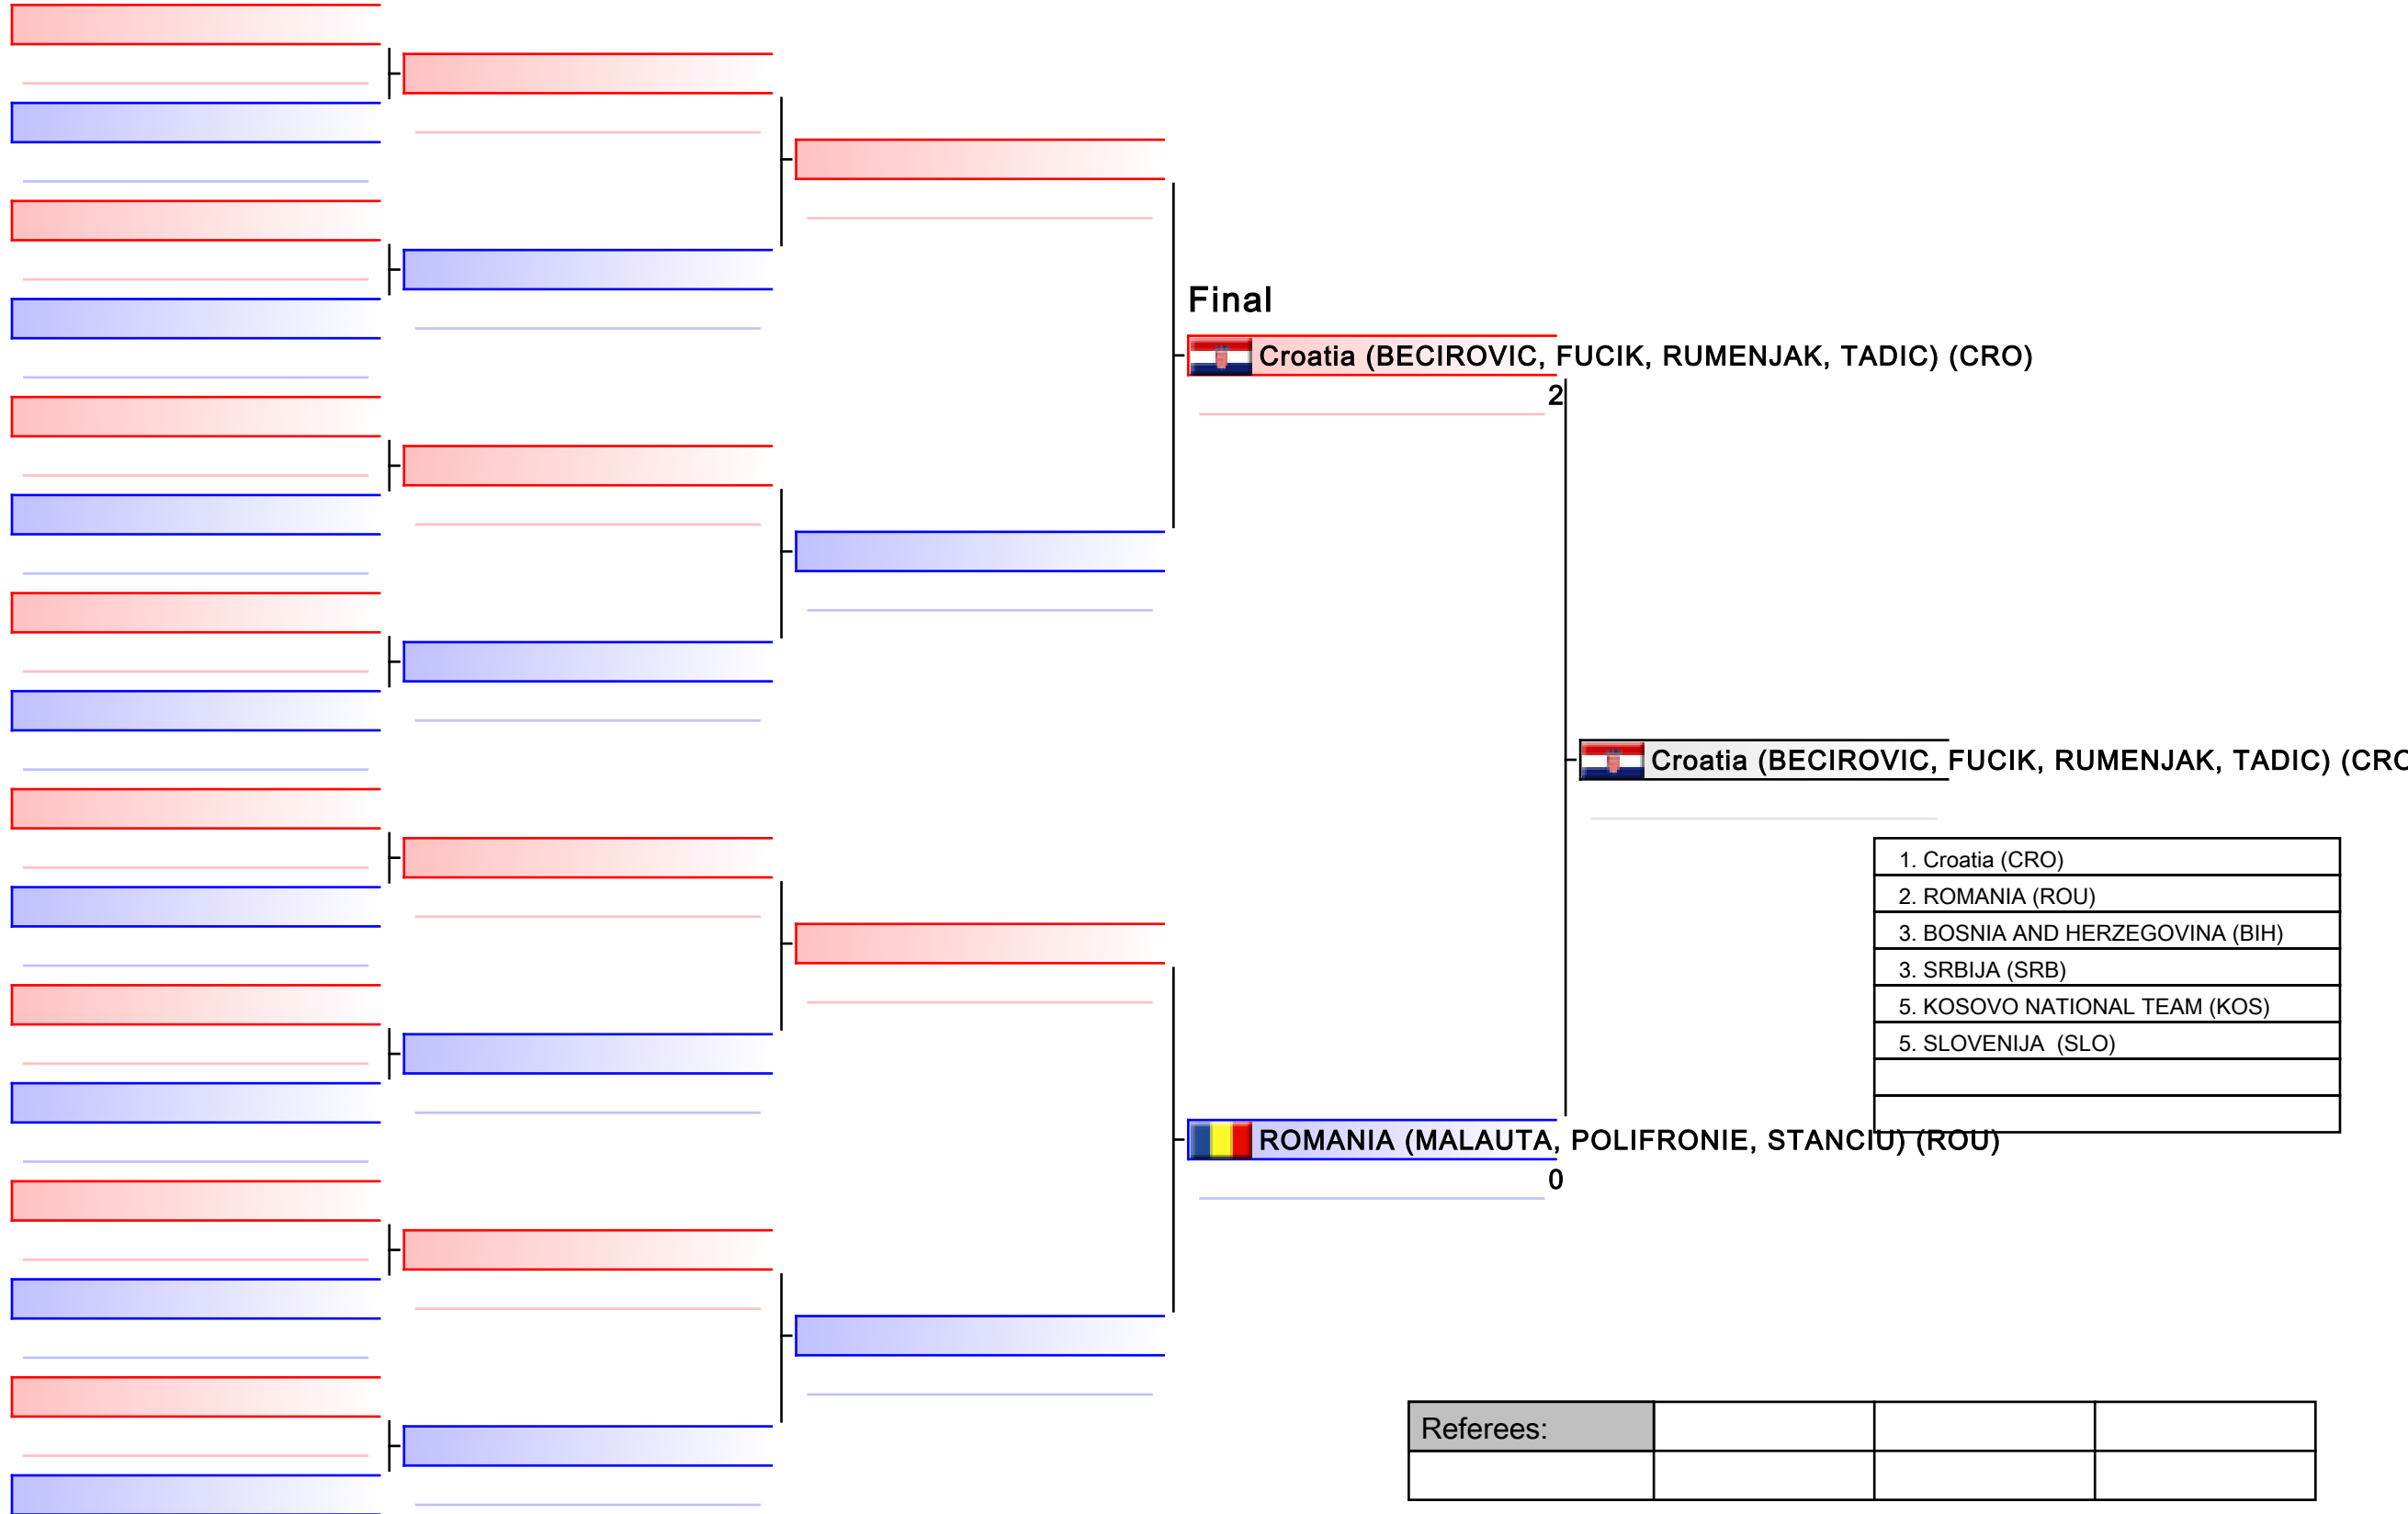 Final
Croatia (BECIROVIC, FUCIK, RUMENJAK, TADIC) (CRO)
2
Croatia (BECIROVIC, FUCIK, RUMENJAK, TADIC) (CRO
1. Croatia (CRO)
2. ROMANIA (ROU)
3. BOSNIA AND HERZEGOVINA (BIH)
3. SRBIJA (SRB)
5. KOSOVO NATIONAL TEAM (KOS)
5. SLOVENIJA (SLO)
ROMANIA (MALAUTA, POLIFRONIE, STANCIU) (ROU)
0
Referees: